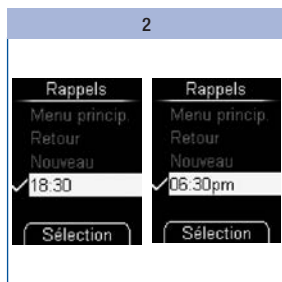 2
Rappels
Menu princip.
Retour
Nouveau
18:30
Sélection
Rappels
Menu princip.
Retour
Nouveau
06:30pm
Sélection